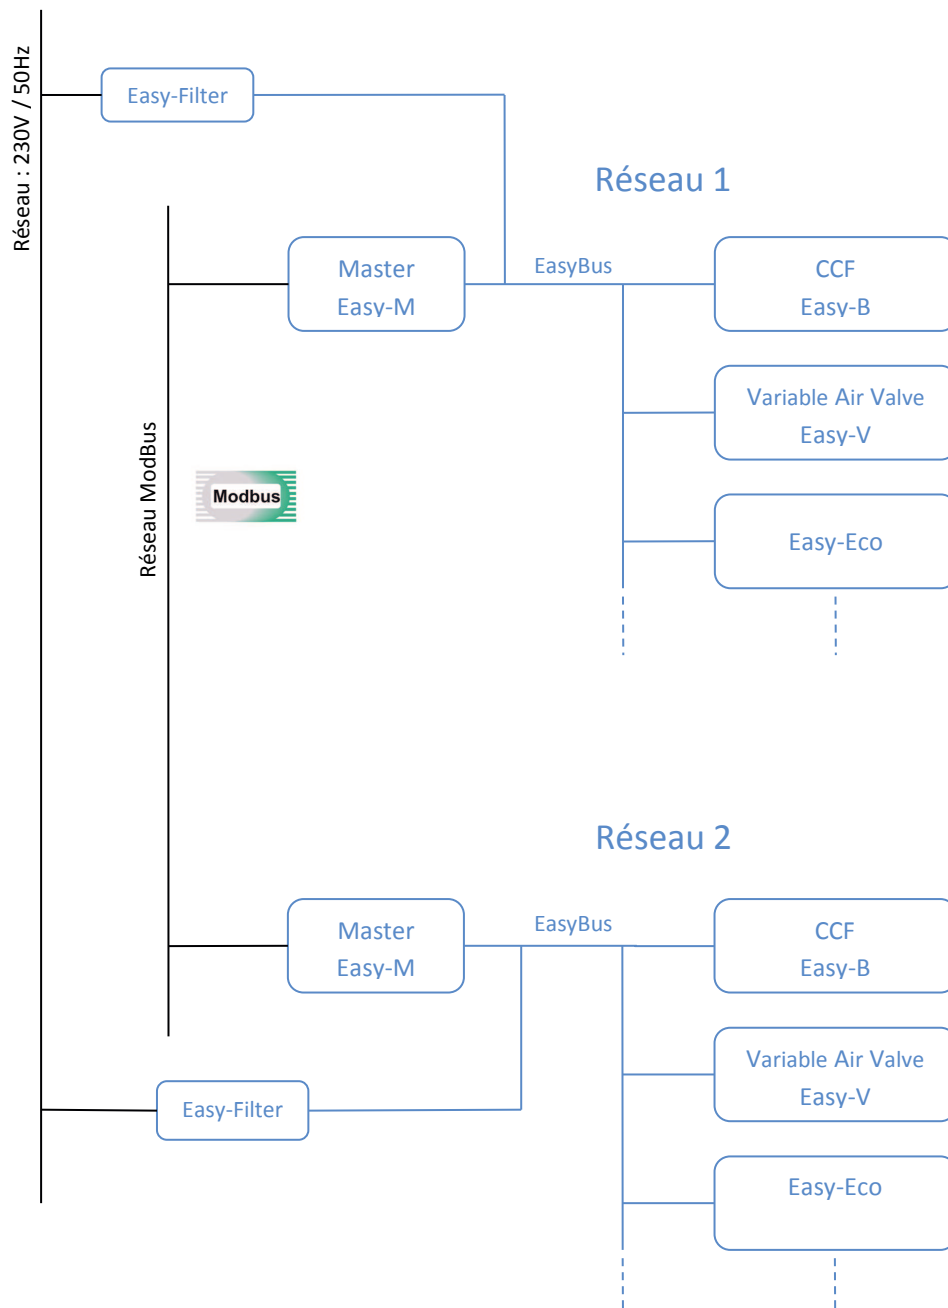 Réseau : 230V / 50Hz
Easy-Filter
Réseau 1
Réseau ModBus
Master
Easy-M
EasyBus
CCF
Easy-B
Variable Air Valve
Easy-V
Modbus
Easy-Eco
Réseau 2
Master
Easy-M
EasyBus
CCF
Easy-B
Variable Air Valve
Easy-V
Easy-Filter
Easy-Eco